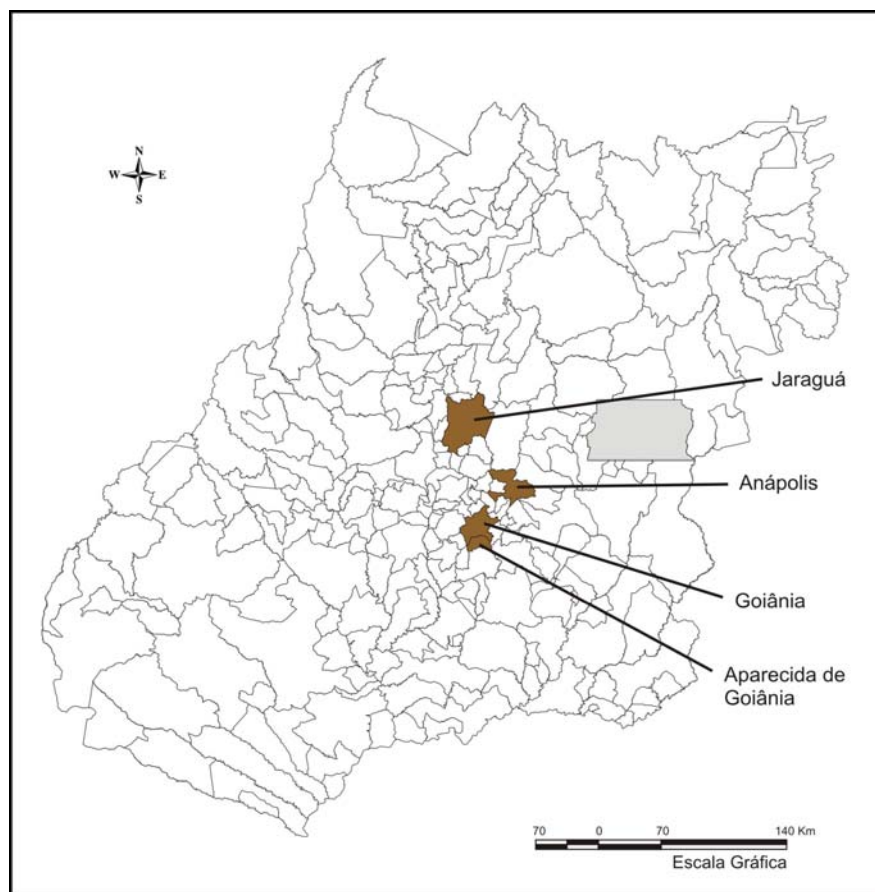 N
W E
S
Jaraguá
Anápolis
Goiânia
Aparecida de
Goiânia
70 0 70 140 Km
Escala Gráfica